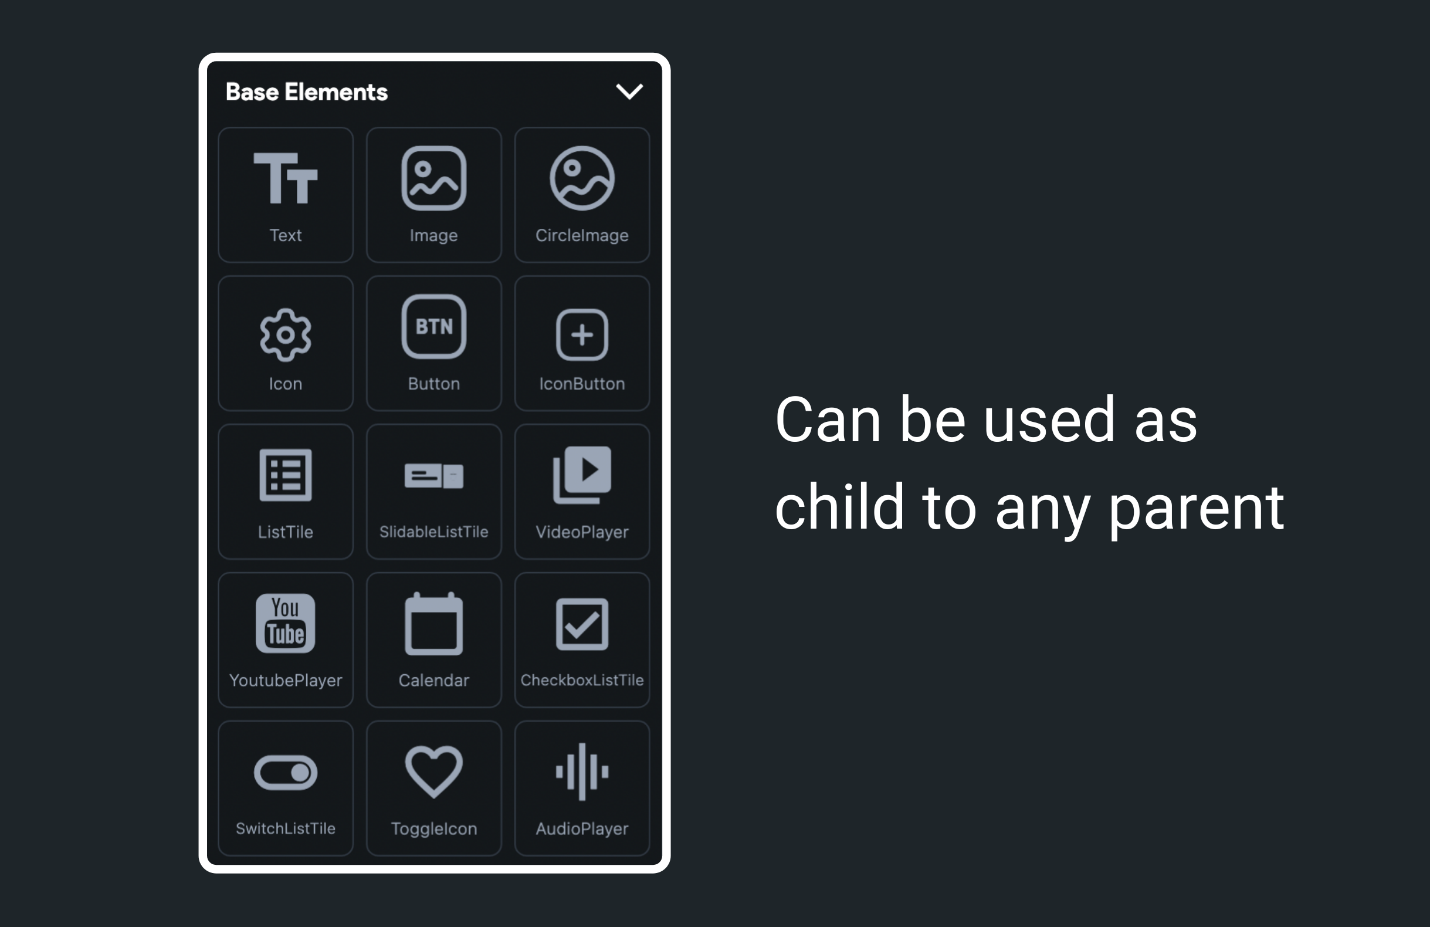 Base Elements
Text
Image
CircleImage
Icon
BTN
Button
IconButton
ListTile
SlidableListTile
VideoPlayer
You
Tube
YoutubePlayer
Calendar
CheckboxListTile
SwitchListTile
ToggleIcon
AudioPlayer
Can be used as
child to any parent